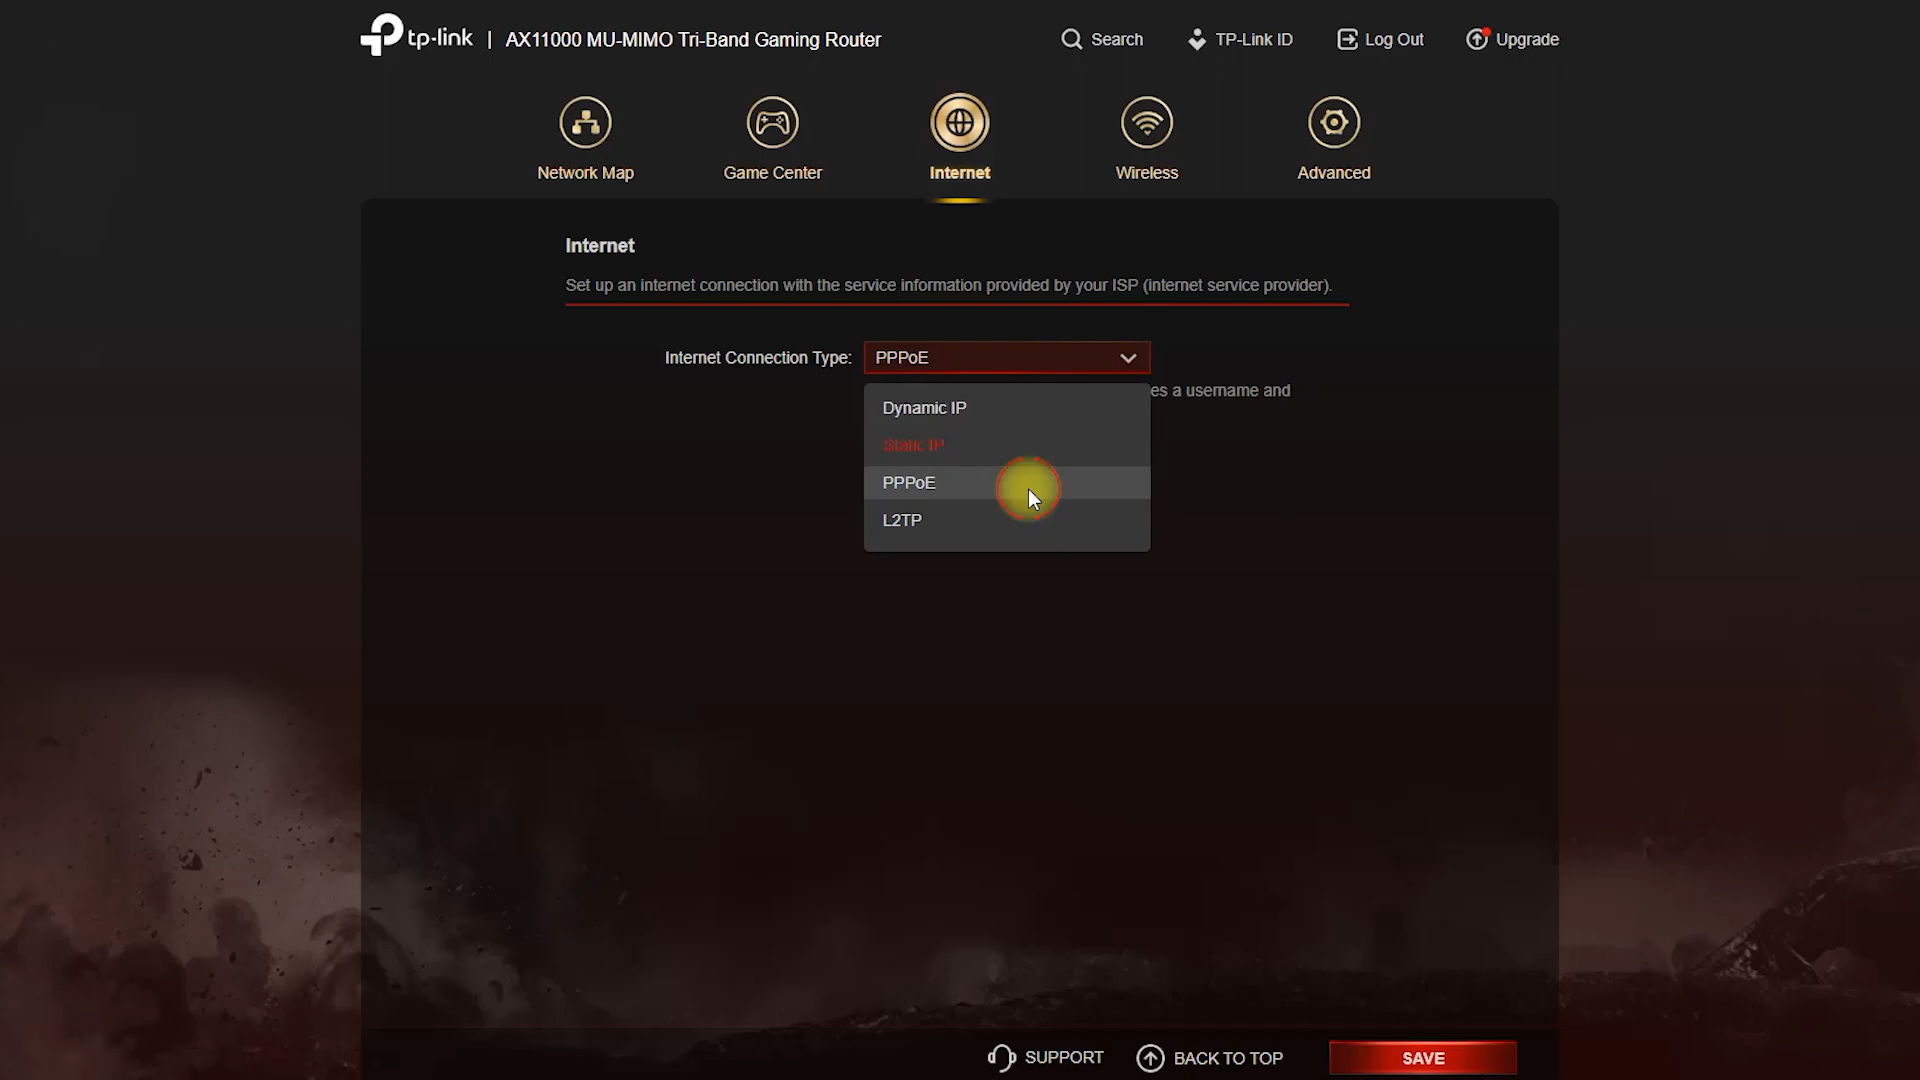 tp-link | AX11000 MU-MIMO Tri-Band Gaming Router
Search
TP-Link ID
Log Out
Upgrade
Network Map
Game Center
Internet
Wireless
Advanced
Internet
Set up an internet connection with the service information provided by your ISP (internet service provider).
Internet Connection Type:
PPPoE
es a username and
Dynamic IP
Static IP
PPPoE
L2TP
SUPPORT
BACK TO TOP
SAVE